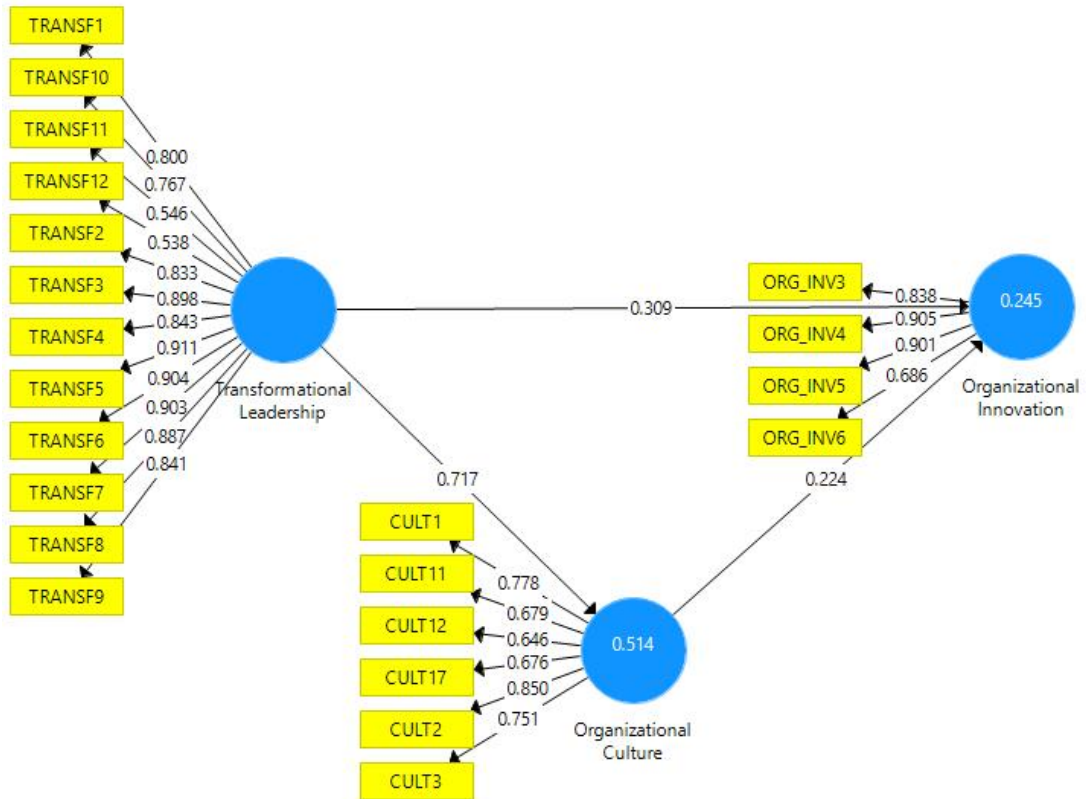 TRANSF1
TRANSF10
TRANSF11
TRANSF12
TRANSF2
TRANSF3
TRANSF4
TRANSF5
TRANSF6
TRANSF7
TRANSF8
TRANSF9
0.800
0.767
0.546
0.538
0.833
0.898
0.843
0.911
0.904
0.903
0.887
0.841
Transformational
Leadership
0.309
0.717
ORG_INV3
ORG_INV4
ORG_INV5
ORG_INV6
0.838
0.905
0.901
0.686
0.245
Organizational
Innovation
0.224
CULT1
CULT11
CULT12
CULT17
CULT2
CULT3
0.778
0.679
0.646
0.676
0.850
0.751
0.514
Organizational
Culture